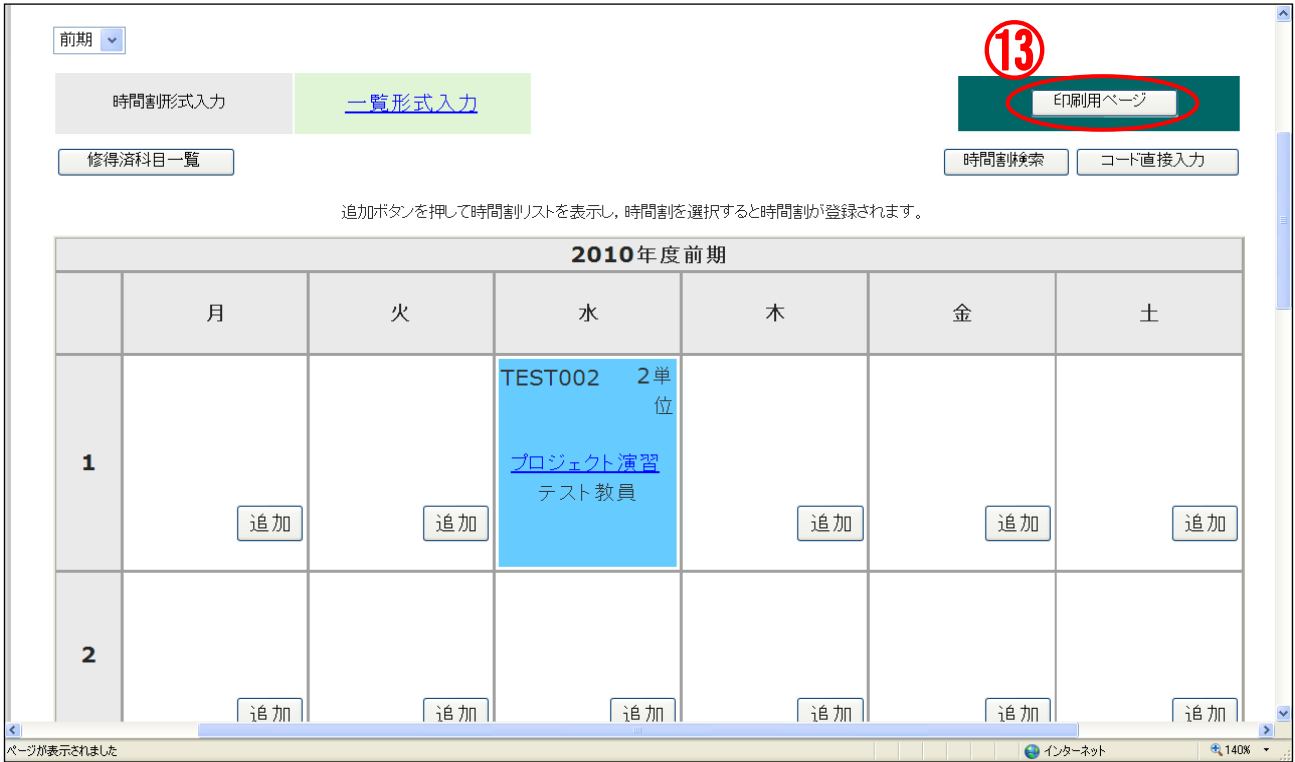 前期
⑬
時間割形式入力 一覧形式入力 印刷用ページ
修得済科目一覧 時間割検索 コード直接入力
追加ボタンを押して時間割リストを表示し，時間割を選択すると時間割が登録されます。
2010年度前期
月 火 水 木 金 土
1
TEST002 2単
位
プロジェクト演習
テスト教員
追加 追加 追加 追加 追加
2
追加 追加 追加 追加 追加 追加
ページが表示されました インターネット 140%